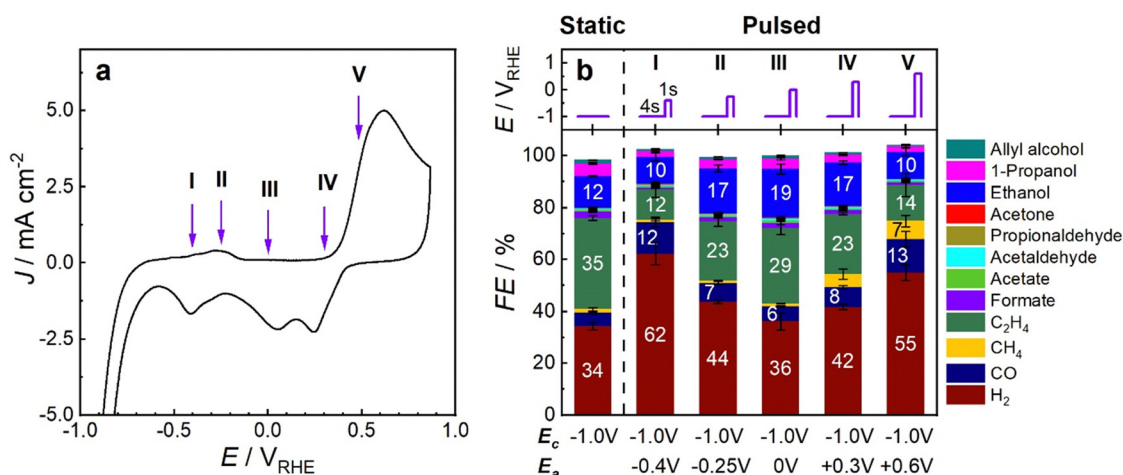 a
I
II
III
IV
V
5.0
2.5
0.0
-2.5
-5.0
J / mA cm-2
-1.0
-0.5
0.0
0.5
1.0
E / VRHE
Static
Pulsed
b
I
II
III
IV
V
E / VRHE
1
0
-1
4s
1s
FE / %
100
80
60
40
20
0
12
35
34
10
12
12
62
17
23
7
44
19
29
6
36
17
23
8
42
10
14
7
13
55
Ec
-1.0V
-1.0V
-1.0V
-1.0V
-1.0V
-1.0V
Ea
-0.4V
-0.25V
0V
+0.3V
+0.6V
Allyl alcohol
1-Propanol
Ethanol
Acetone
Propionaldehyde
Acetaldehyde
Acetate
Formate
C2H4
CH4
CO
H2